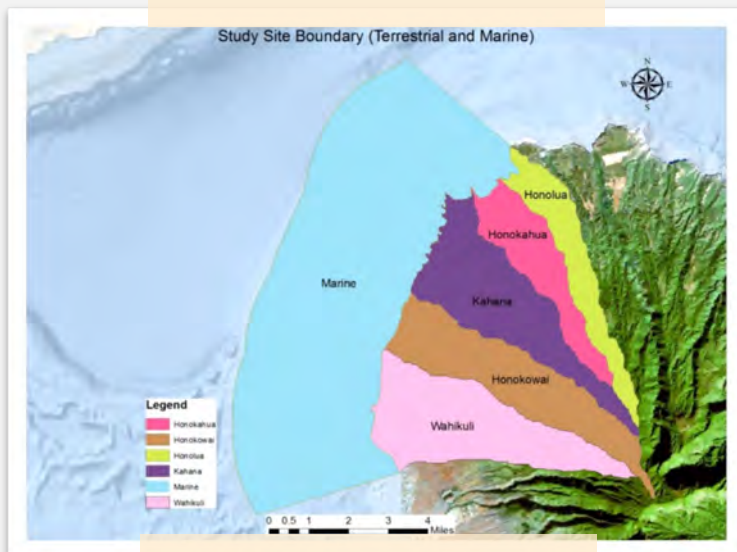 Study Site Boundary (Terrestrial and Marine)
N
W E
S
Honolua
Honokahua
Marine
Kahana
Honokowai
Wahikuli
Legend
Honokahua
Honokowai
Honolua
Kahana
Marine
Wahikuli
0 0.5 1 2 3 4
Miles